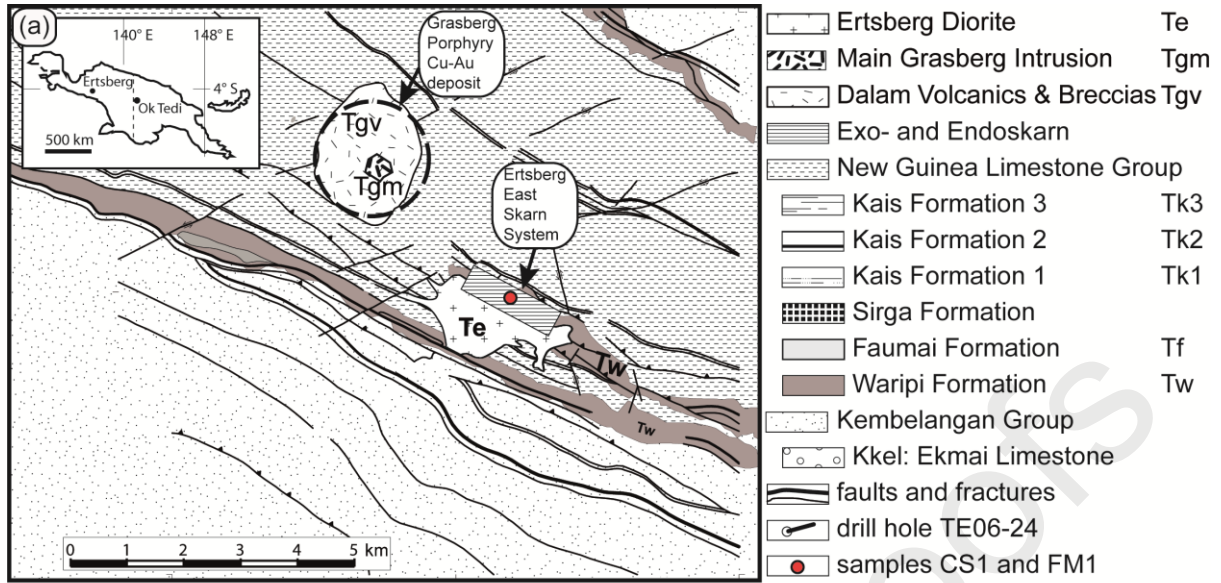 (a)
140° E
148° E
Ertsberg
4° S
Ok Tedi
500 km
Grasberg
Porphyry
Cu-Au
deposit
Tgv
Tgm
Ertsberg
East
Skarn
System
Te
Tw
Tw
0 1 2 3 4 5 km
Ertsberg Diorite Te
Main Grasberg Intrusion Tgm
Dalam Volcanics & Breccias Tgv
Exo- and Endoskarn
New Guinea Limestone Group
Kais Formation 3 Tk3
Kais Formation 2 Tk2
Kais Formation 1 Tk1
Sirga Formation
Faumai Formation Tf
Waripi Formation Tw
Kembelangan Group
Kkel: Ekmai Limestone
faults and fractures
drill hole TE06-24
samples CS1 and FM1
oofs